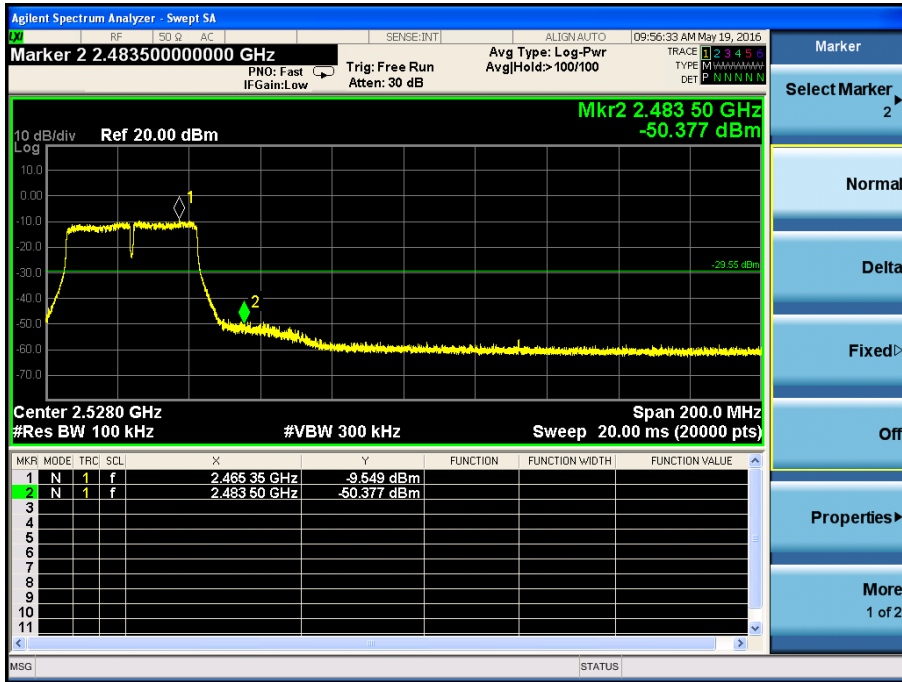 Agilent Spectrum Analyzer - Swept SA
LXI RF 50 Ω AC SENSE:INT ALIGN AUTO 09:56:33 AM May 19, 2016
Marker 2 2.483500000000 GHz
PNO: Fast
IFGain:Low
Trig: Free Run
Atten: 30 dB
Avg Type: Log-Pwr
Avg|Hold:>100/100
TRACE 1 2 3 4 5 6
TYPE M W W W W W
DET P N N N N N
Mkr2 2.483 50 GHz
-50.377 dBm
10 dB/div Ref 20.00 dBm
Log
10.0
0.00
-10.0
-20.0
-30.0
-40.0
-50.0
-60.0
-70.0
1
2
-29.55 dBm
Center 2.5280 GHz Span 200.0 MHz
#Res BW 100 kHz #VBW 300 kHz Sweep 20.00 ms (20000 pts)
MKR MODE TRC SCL X Y FUNCTION FUNCTION WIDTH FUNCTION VALUE
1 N 1 f 2.465 35 GHz -9.549 dBm
2 N 1 f 2.483 50 GHz -50.377 dBm
3
4
5
6
7
8
9
10
11
MSG STATUS
Marker
Select Marker
2
Normal
Delta
Fixed
Off
Properties
More
1 of 2